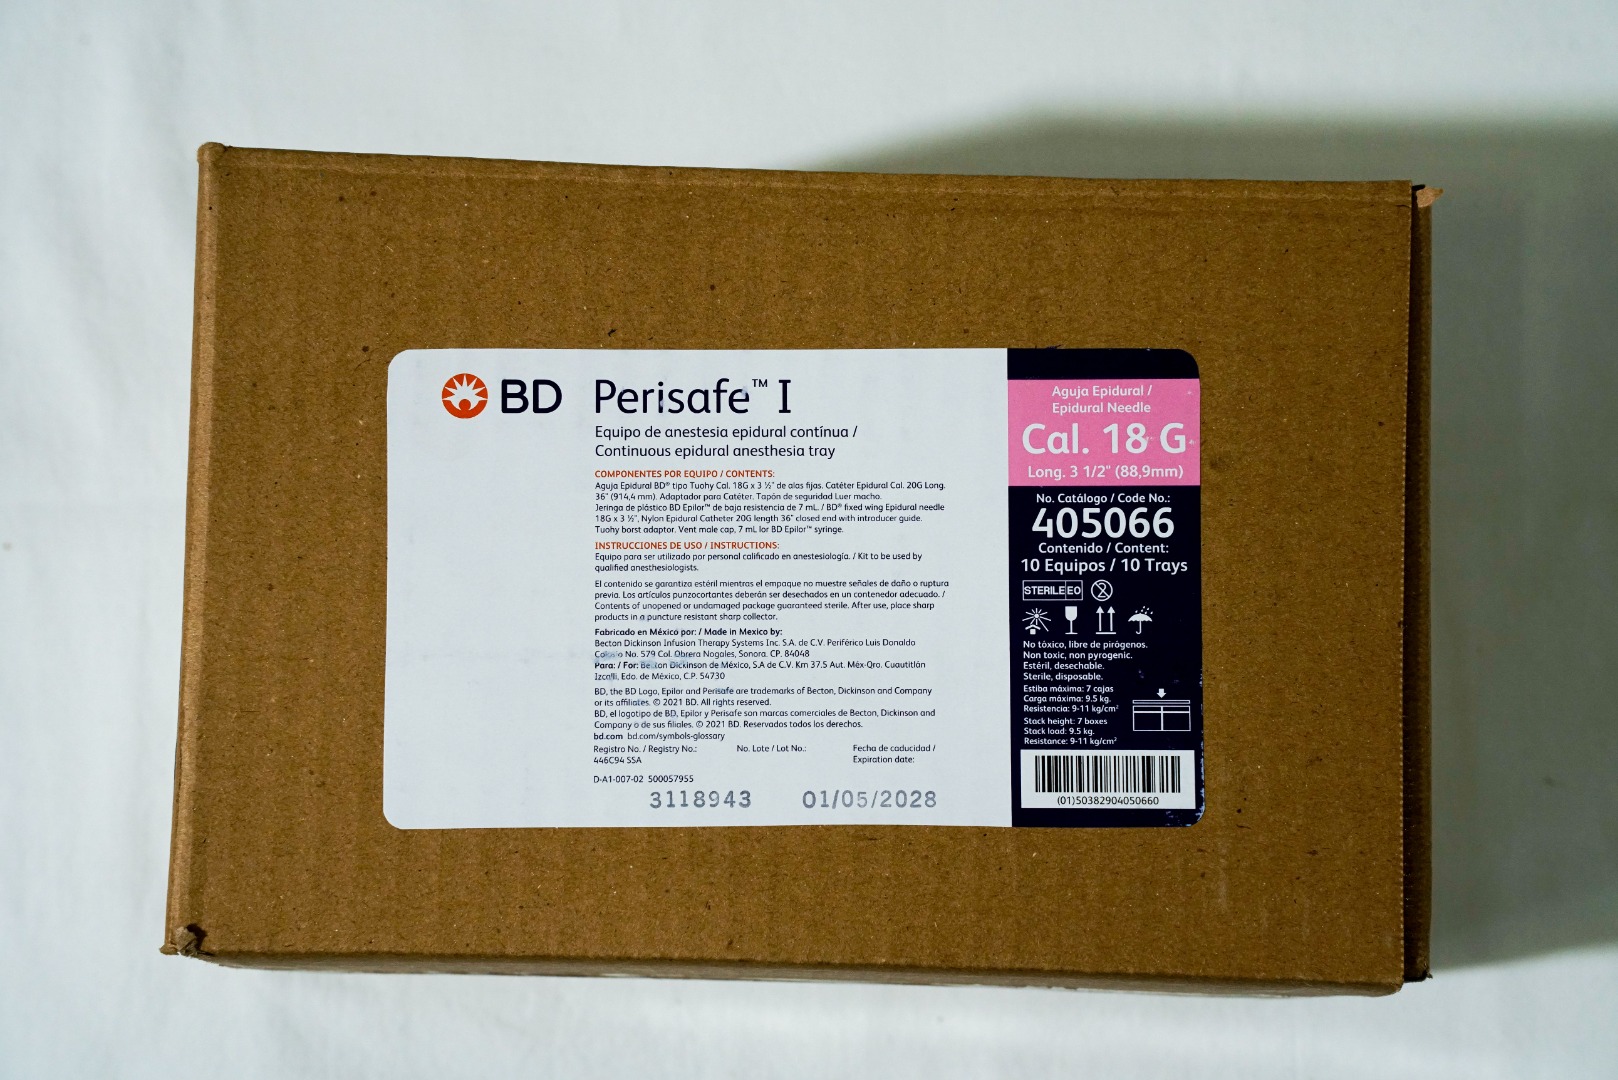 BD Perisafe™ I
Equipo de anestesia epidural contínua /
Continuous epidural anesthesia tray
COMPONENTES POR EQUIPO / CONTENTS:
Aguja Epidural BD® tipo Tuohy Cal. 18G x 3 ½" de alas fijas. Catéter Epidural Cal. 20G Long.
36" (914,4 mm). Adaptador para Catéter. Tapón de seguridad Luer macho.
Jeringa de plástico BD Epilor™ de baja resistencia de 7 mL. / BD® fixed wing Epidural needle
18G x 3 ½", Nylon Epidural Catheter 20G length 36" closed end with introducer guide.
Tuohy borst adaptor. Vent male cap, 7 mL lor BD Epilor™ syringe.
INSTRUCCIONES DE USO / INSTRUCTIONS:
Equipo para ser utilizado por personal calificado en anestesiología. / Kit to be used by
qualified anesthesiologists.
El contenido se garantiza estéril mientras el empaque no muestre señales de daño o ruptura
previa. Los artículos punzocortantes deberán ser desechados en un contenedor adecuado. /
Contents of unopened or undamaged package guaranteed sterile. After use, place sharp
products in a puncture resistant sharp collector.
Fabricado en México por: / Made in Mexico by:
Becton Dickinson Infusion Therapy Systems Inc. S.A. de C.V. Periférico Luis Donaldo
No. 579 Col. Obrera Nogales, Sonora. CP. 84048
Para: / For: Becton Dickinson de México, S.A de C.V. Km 37.5 Aut. Méx-Qro. Cuautitlán
Izcalli, Edo. de México, C.P. 54730
BD, the BD Logo, Epilor and Perisafe are trademarks of Becton, Dickinson and Company
or its affiliates. © 2021 BD. All rights reserved.
BD, el logotipo de BD, Epilor y Perisafe son marcas comerciales de Becton, Dickinson and
Company o de sus filiales. © 2021 BD. Reservados todos los derechos.
bd.com bd.com/symbols-glossary
Registro No. / Registry No.: No. Lote / Lot No.: Fecha de caducidad /
446C94 SSA Expiration date:
D-A1-007-02 500057955
3118943 01/05/2028
Aguja Epidural /
Epidural Needle
Cal. 18 G
Long. 3 1/2" (88,9mm)
No. Catálogo / Code No.:
405066
Contenido / Content:
10 Equipos / 10 Trays
STERILE EO 2
No tóxico, libre de pirógenos.
Non toxic, non pyrogenic.
Estéril, desechable.
Sterile, disposable.
Estiba máxima: 7 cajas
Carga máxima: 9.5 kg.
Resistencia: 9-11 kg/cm²
Stack height: 7 boxes
Stack load: 9.5 kg.
Resistance: 9-11 kg/cm²
(01)50382904050660